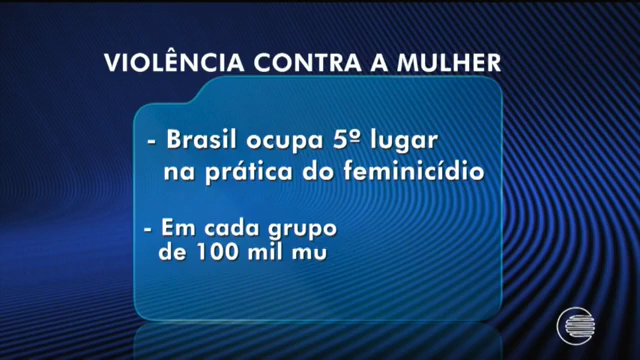 VIOLÊNCIA CONTRA A MULHER
- Brasil ocupa 5º lugar
na prática do feminicídio
- Em cada grupo
de 100 mil mu